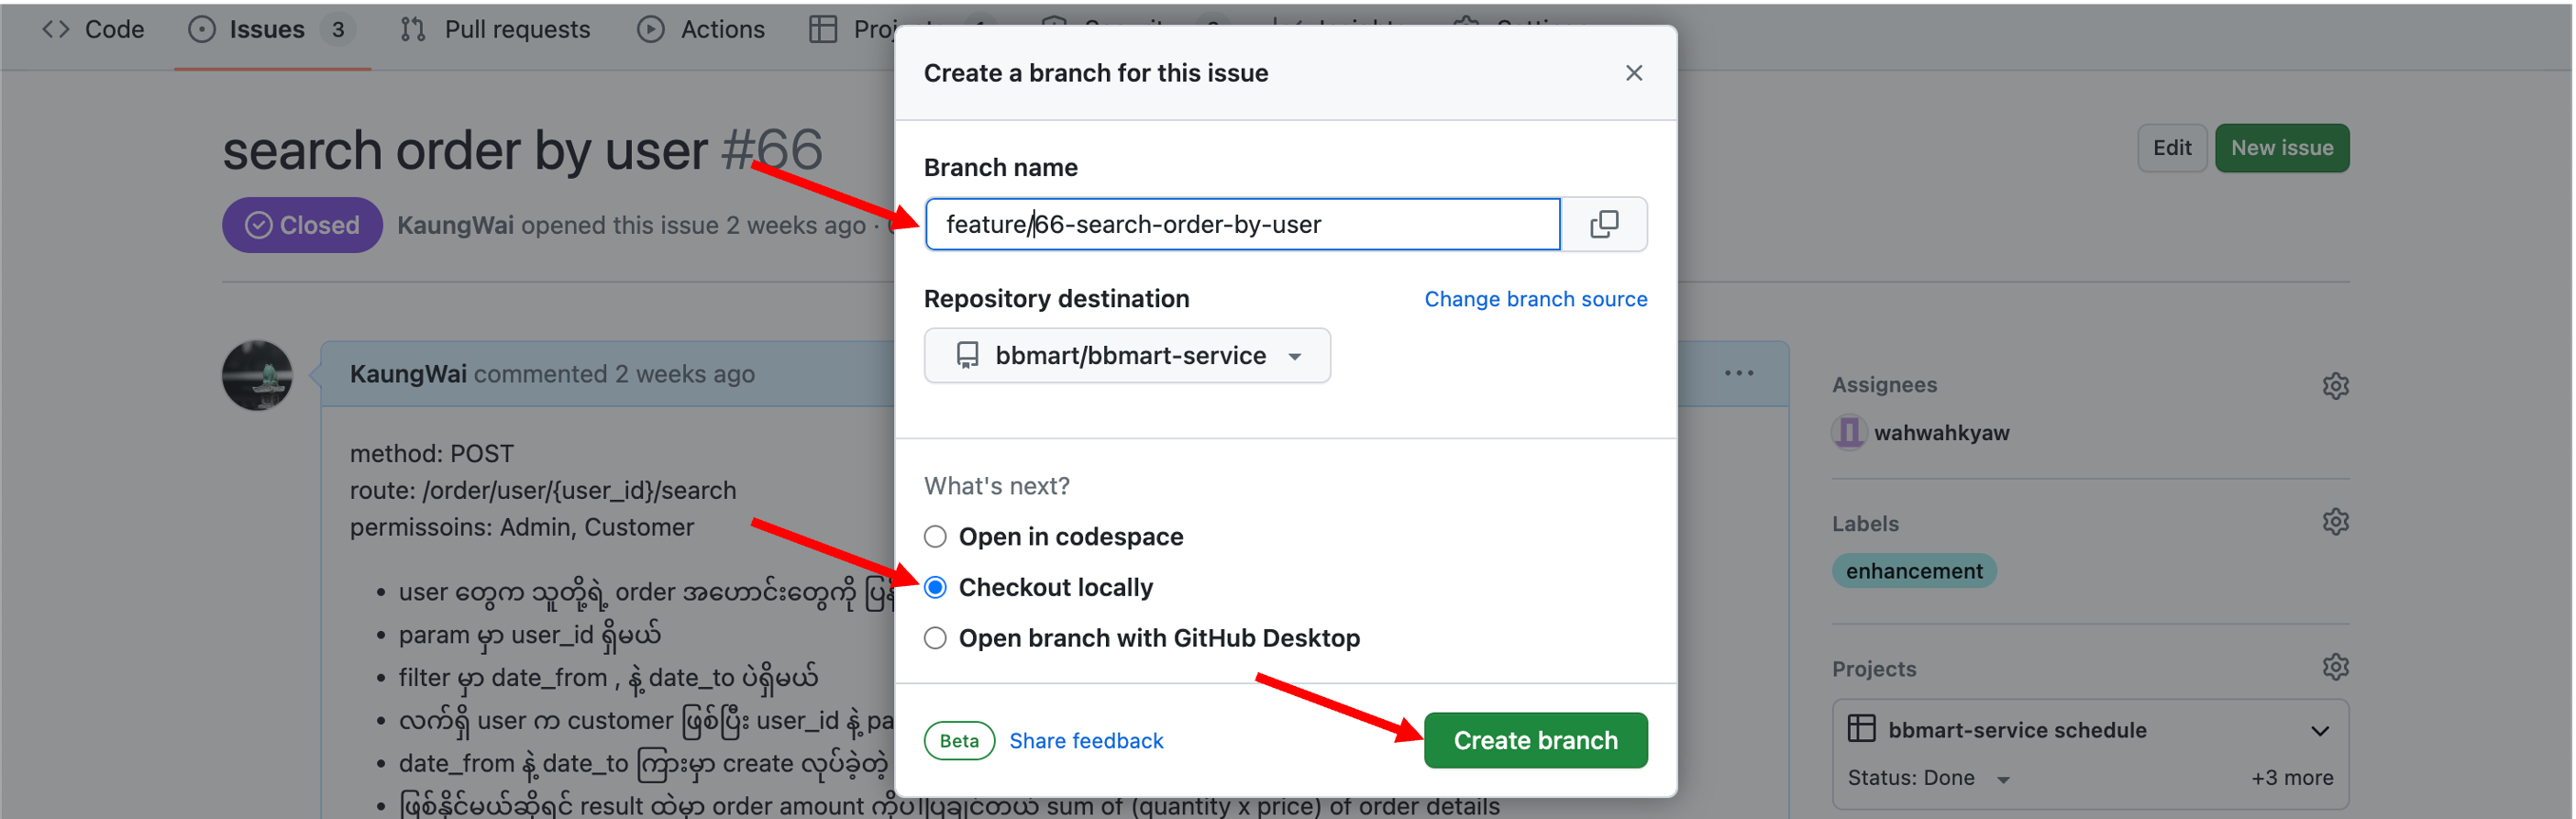 Code
Issues 3
Pull requests
Actions
Create a branch for this issue
search order by user #66
Edit
New issue
Branch name
Closed
KaungWai opened this issue 2 weeks ago ·
feature/66-search-order-by-user
Repository destination
Change branch source
bbmart/bbmart-service
KaungWai commented 2 weeks ago
Assignees
wahwahkyaw
method: POST
route: /order/user/{user_id}/search
permissoins: Admin, Customer
What's next?
Open in codespace
Labels
enhancement
Checkout locally
• user တွေက သူတို့ရဲ့ order အဟောင်းတွေကို
• param မှာ user_id ရှိမယ်
Open branch with GitHub Desktop
• filter မှာ date_from , နဲ့ date_to ပဲရှိမယ်
Projects
• လက်ရှိ user က customer ဖြစ်ပြီး user_id နဲ့
bbmart-service schedule
Beta
Share feedback
Create branch
• date_from နဲ့ date_to ကြားမှာ create လုပ်ခဲ့တဲ့
Status: Done
+3 more
• ဖြစ်နိုင်မယ်ဆိုရင် result ထဲမှာ order amount ကိုပါပြချင်တယ် sum of (quantity x price) of order details